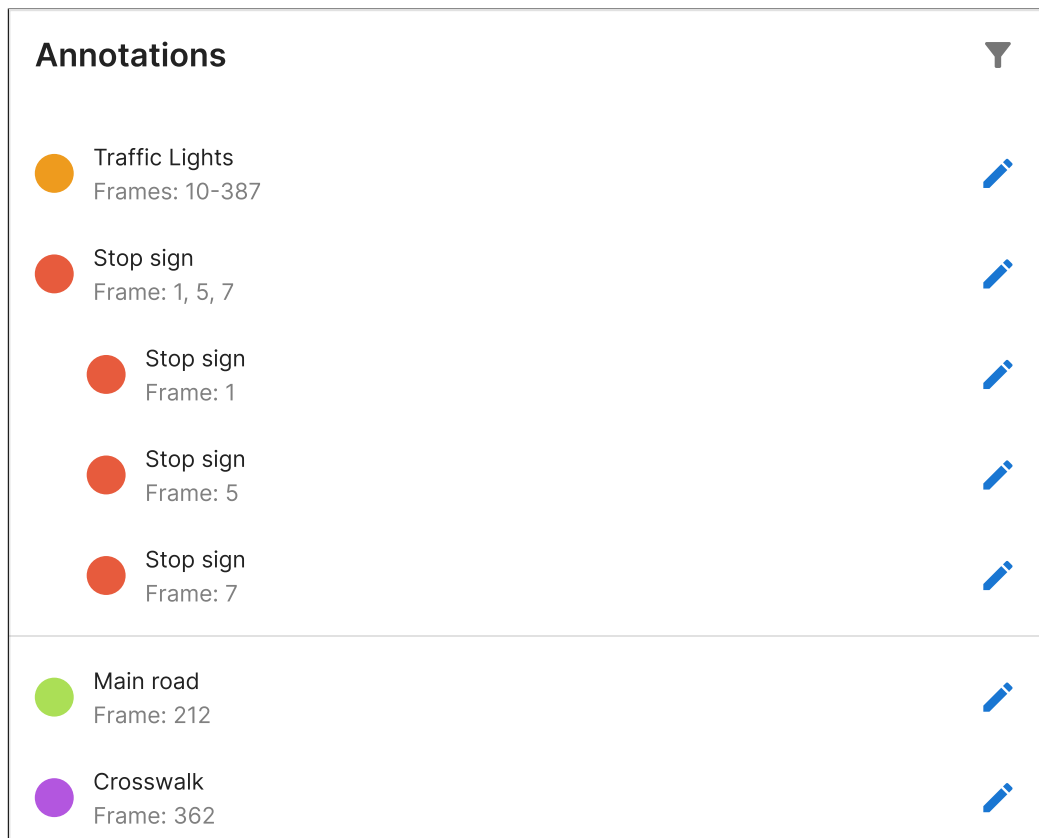 Annotations
Traffic Lights
Frames: 10-387
Stop sign
Frame: 1, 5, 7
Stop sign
Frame: 1
Stop sign
Frame: 5
Stop sign
Frame: 7
Main road
Frame: 212
Crosswalk
Frame: 362